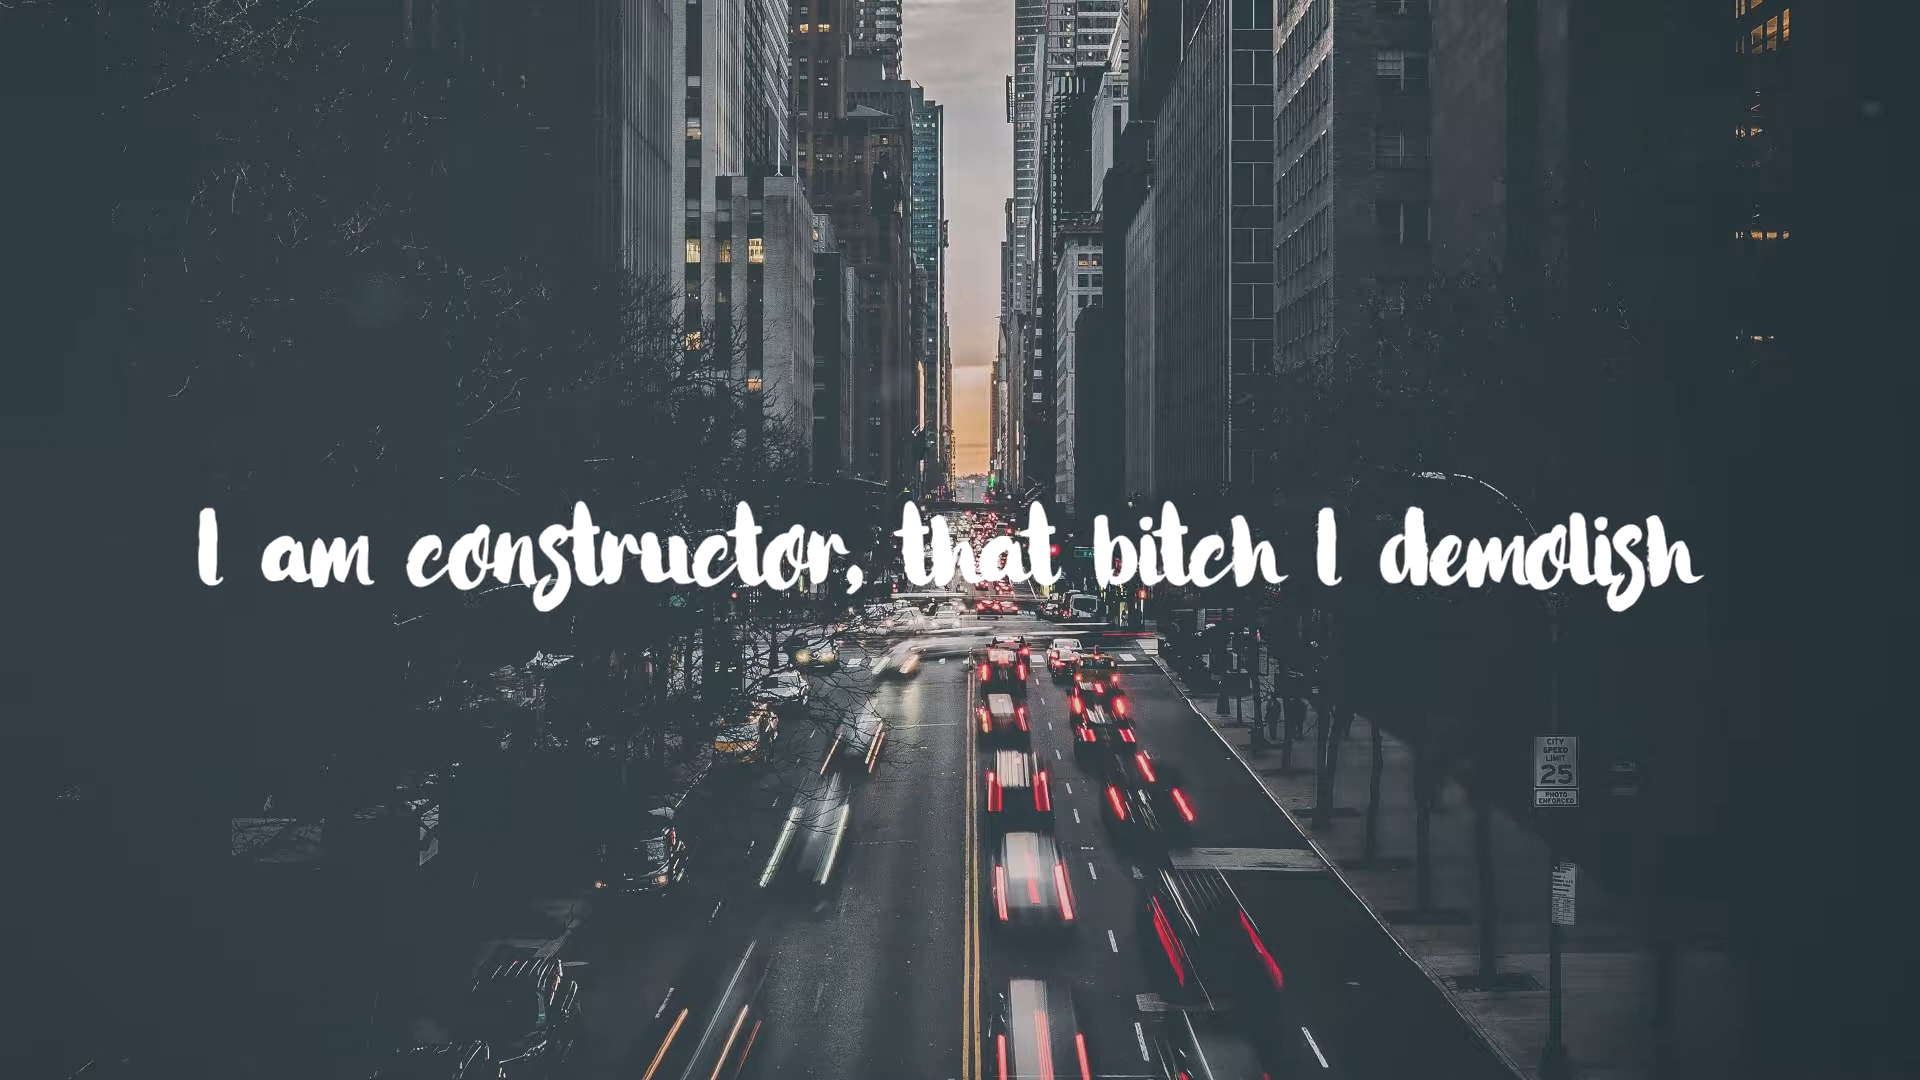 I am constructor, that bitch I demolish
CITY
SPEED
LIMIT
25
PHOTO
ENFORCED